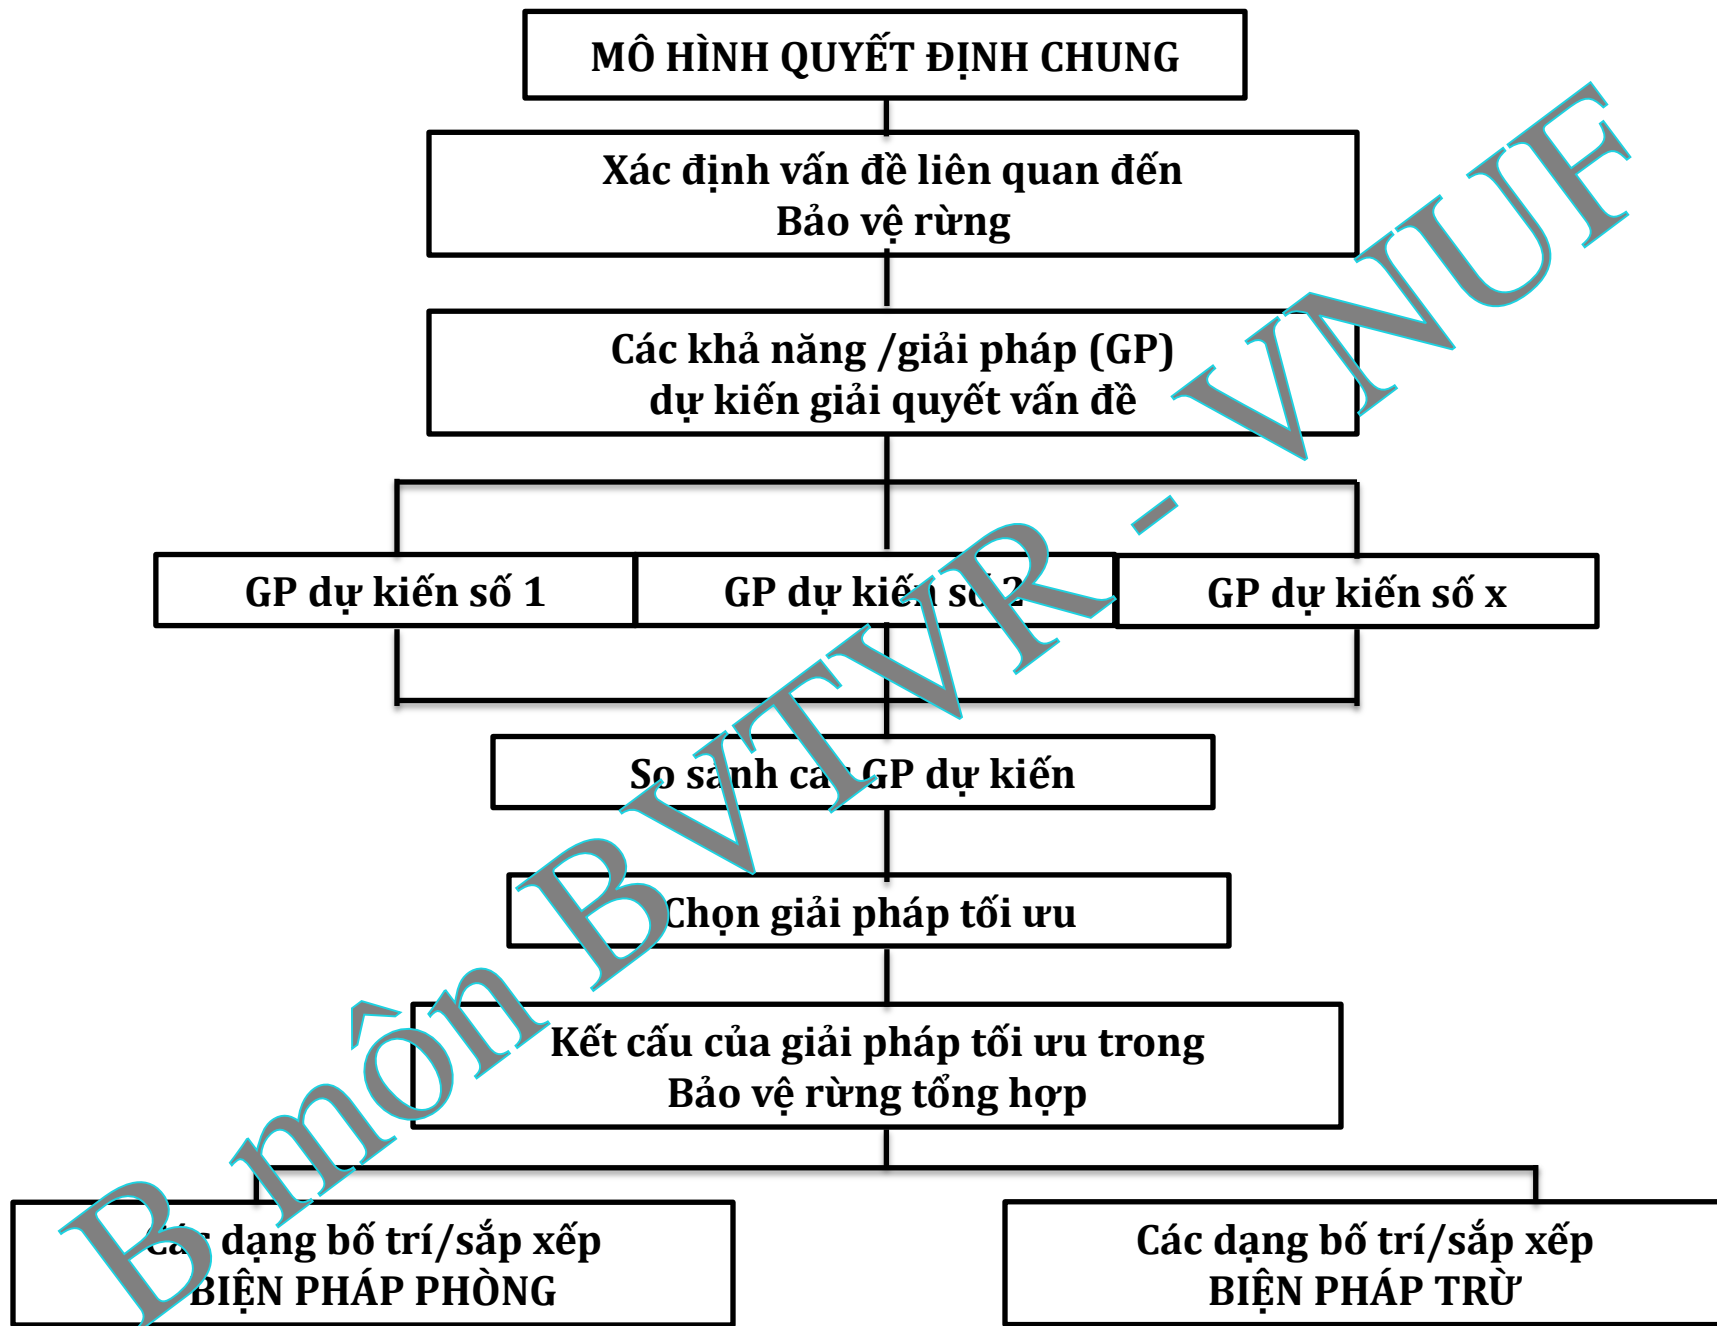 MÔ HÌNH QUYẾT ĐỊNH CHUNG
Xác định vấn đề liên quan đến
Bảo vệ rừng
Các khả năng /giải pháp (GP)
dự kiến giải quyết vấn đề
GP dự kiến số 1
GP dự kiến số 2
GP dự kiến số x
So sánh các GP dự kiến
Chọn giải pháp tối ưu
Kết cấu của giải pháp tối ưu trong
Bảo vệ rừng tổng hợp
Các dạng bố trí/sắp xếp
BIỆN PHÁP PHÒNG
Các dạng bố trí/sắp xếp
BIỆN PHÁP TRỪ
B môn BVTVR - VNUF